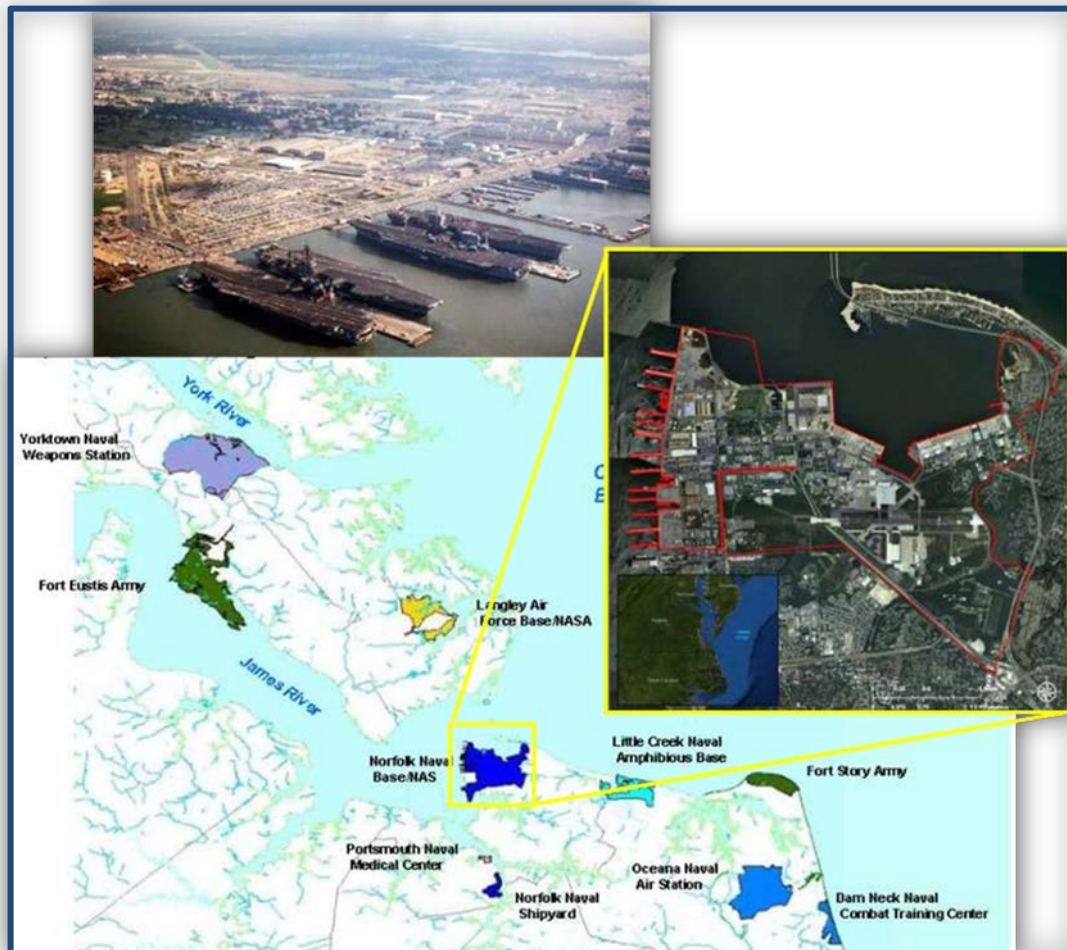 York River
Yorktown Naval
Weapons Station
Fort Eustis Army
Langley Air
Force Base/NASA
James River
Norfolk Naval
Base/NAS
Little Creek Naval
Amphibious Base
Fort Story Army
Portsmouth Naval
Medical Center
Norfolk Naval
Shipyard
Oceana Naval
Air Station
Dam Neck Naval
Combat Training Center